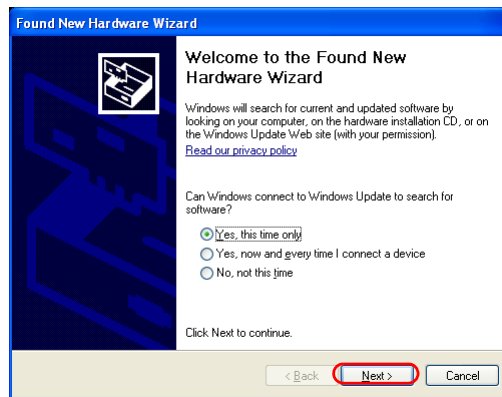 Found New Hardware Wizard
Welcome to the Found New
Hardware Wizard
Windows will search for current and updated software by
looking on your computer, on the hardware installation CD, or on
the Windows Update Web site (with your permission).
Read our privacy policy
Can Windows connect to Windows Update to search for
software?
Yes, this time only
Yes, now and every time I connect a device
No, not this time
Click Next to continue.
< Back
Next >
Cancel